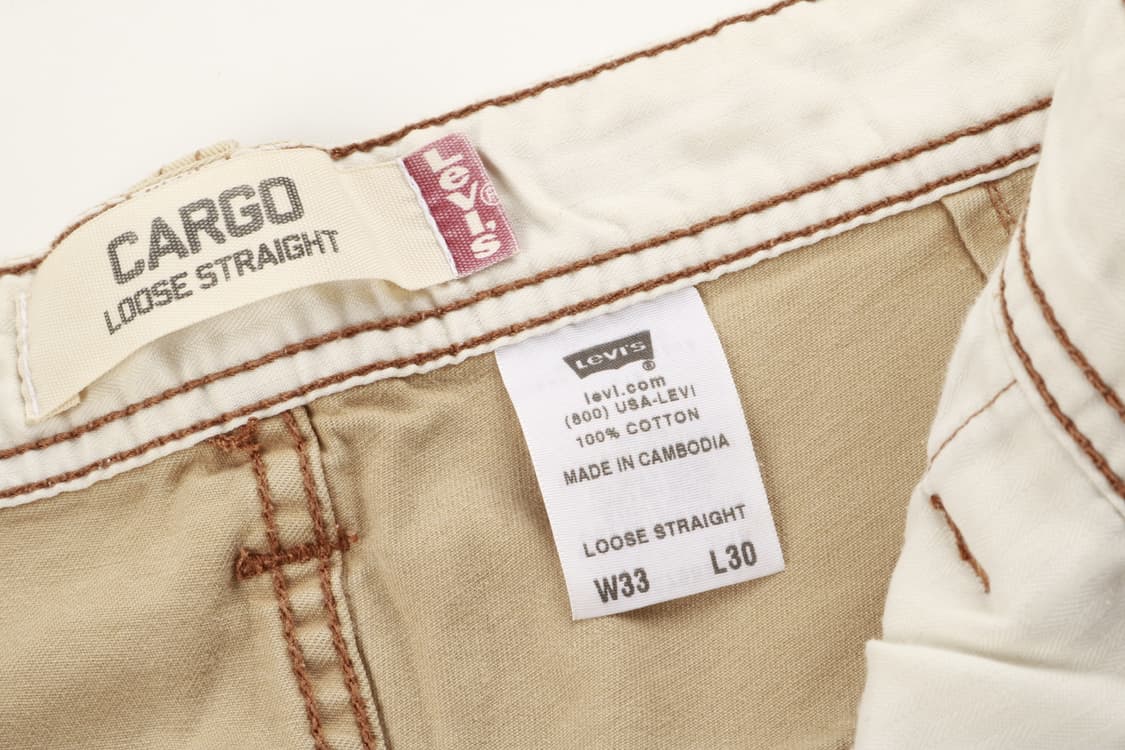 CARGO
LOOSE STRAIGHT
Levi's®
Levi's®
levi.com
(800) USA-LEVI
100% COTTON
MADE IN CAMBODIA
LOOSE STRAIGHT
W33 L30